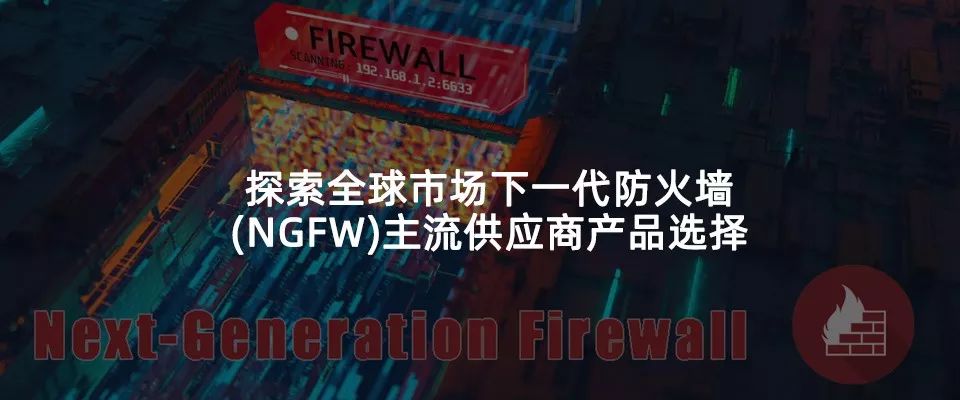 FIREWALL
SCANNING- 192.168.1.2:6633
探索全球市场下一代防火墙
(NGFW)主流供应商产品选择
Next-Generation Firewall